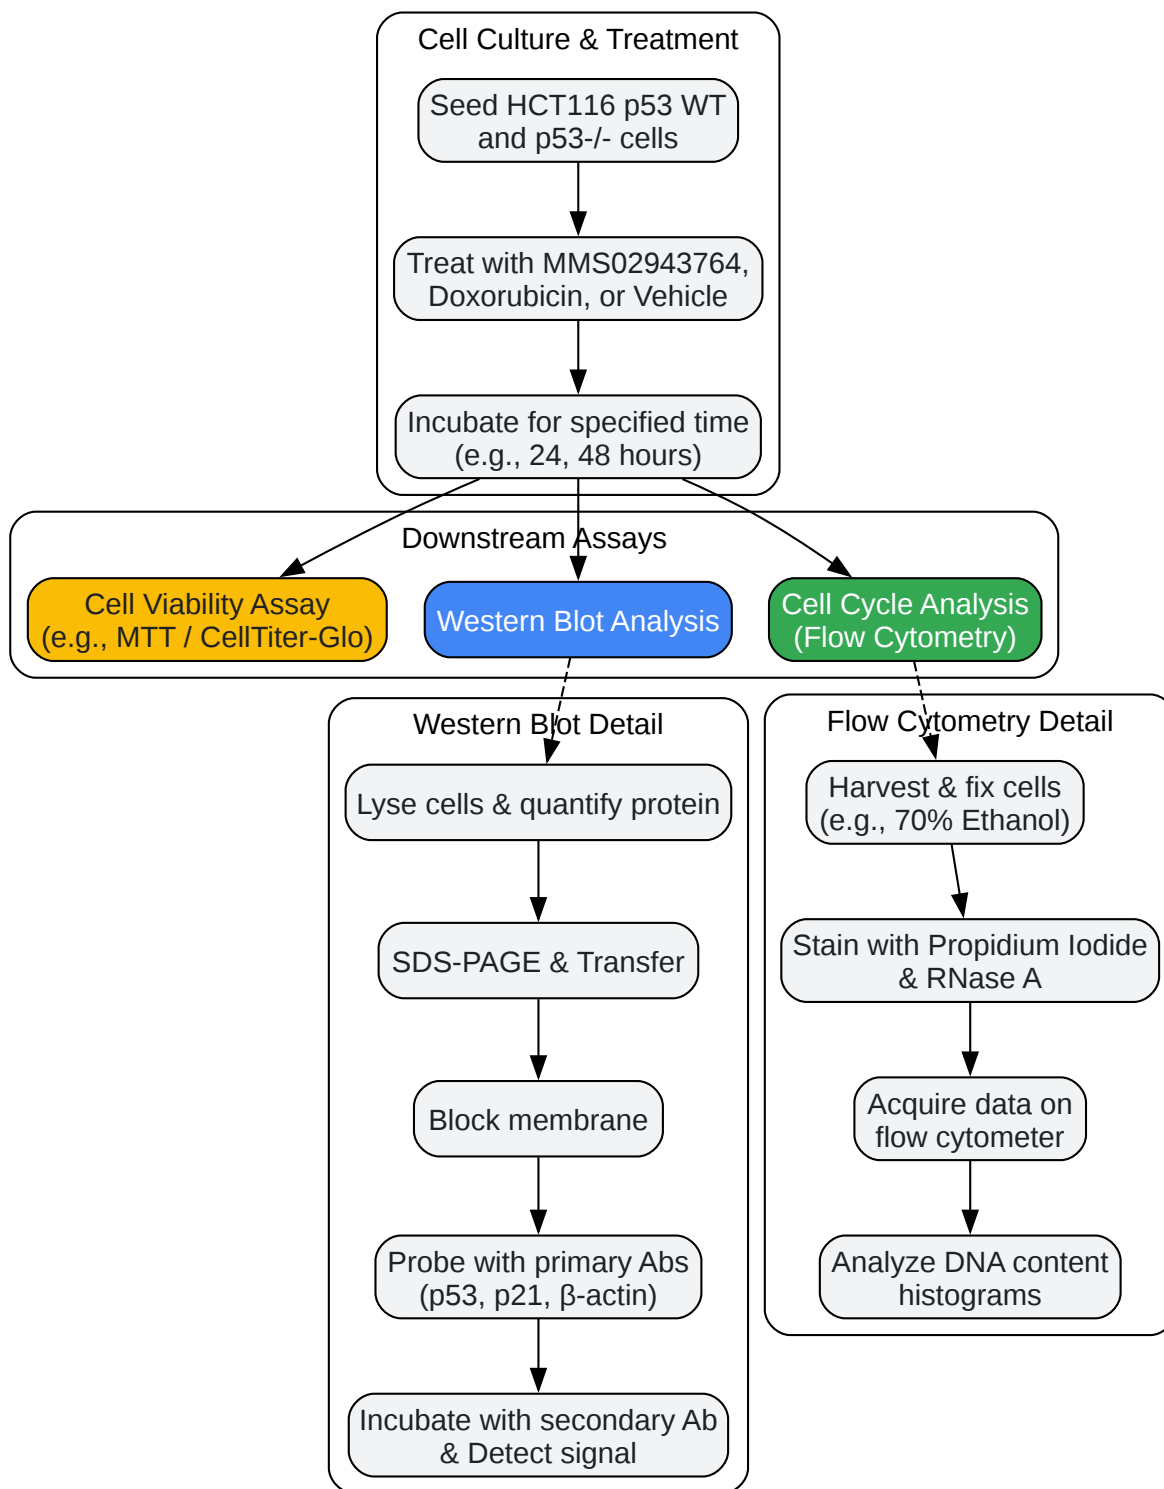 Cell Culture & Treatment
Seed HCT116 p53 WT
and p53-/- cells
Treat with MMS02943764,
Doxorubicin, or Vehicle
Incubate for specified time
(e.g., 24, 48 hours)
Downstream Assays
Cell Viability Assay
(e.g., MTT / CellTiter-Glo)
Western Blot Analysis
Cell Cycle Analysis
(Flow Cytometry)
Western Blot Detail
Lyse cells & quantify protein
SDS-PAGE & Transfer
Block membrane
Probe with primary Abs
(p53, p21, β-actin)
Incubate with secondary Ab
& Detect signal
Flow Cytometry Detail
Harvest & fix cells
(e.g., 70% Ethanol)
Stain with Propidium Iodide
& RNase A
Acquire data on
flow cytometer
Analyze DNA content
histograms